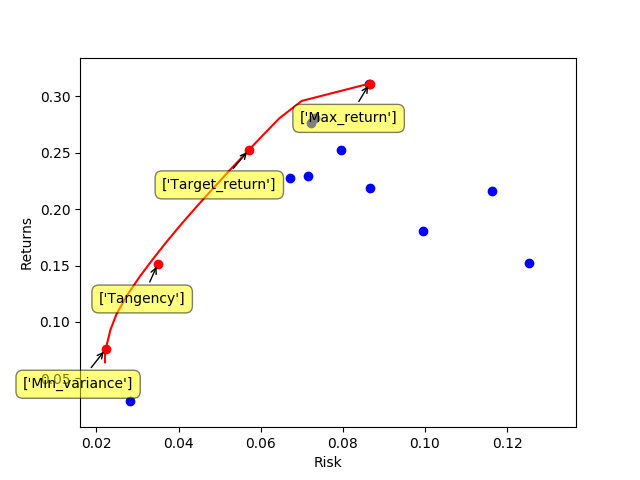 0.30
['Max_return']
0.25
['Target_return']
0.20
Returns
0.15
['Tangency']
0.10
0.05
['Min_variance']
0.02 0.04 0.06 0.08 0.10 0.12
Risk